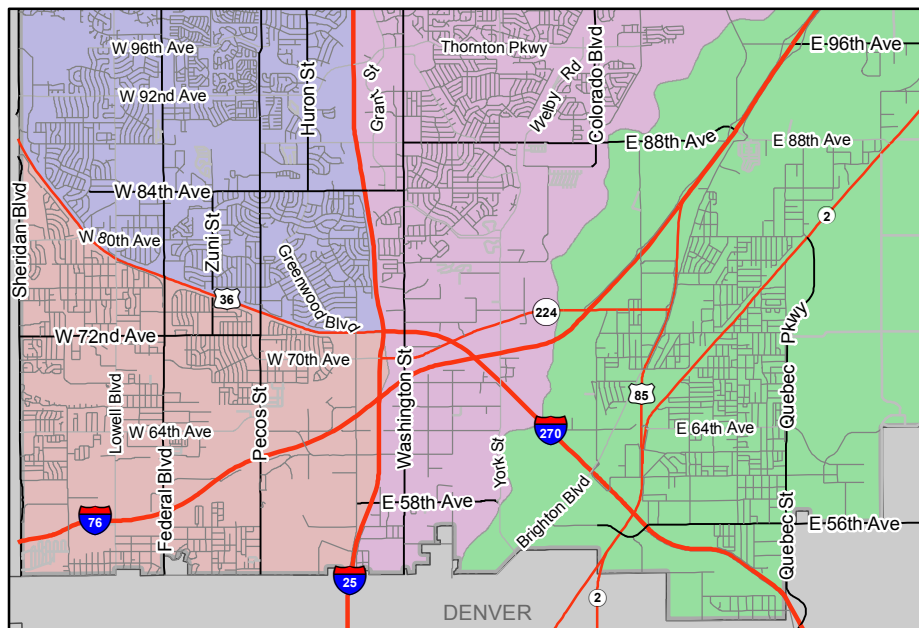 W 96th Ave
Huron St
Grant St
Thornton Pkwy
Welby Rd
Colorado Blvd
E 96th Ave
W 92nd Ave
E 88th Ave
E 88th Ave
Sheridan Blvd
W 84th Ave
W 80th Ave
Zuni St
Greenwood Blvd
2
36
224
W 72nd Ave
W 70th Ave
Washington St
Quebec Pkwy
Lowell Blvd
Pecos St
85
W 64th Ave
Federal Blvd
York St
270
E 64th Ave
E 58th Ave
Brighton Blvd
76
Quebec St
E 56th Ave
25
2
DENVER